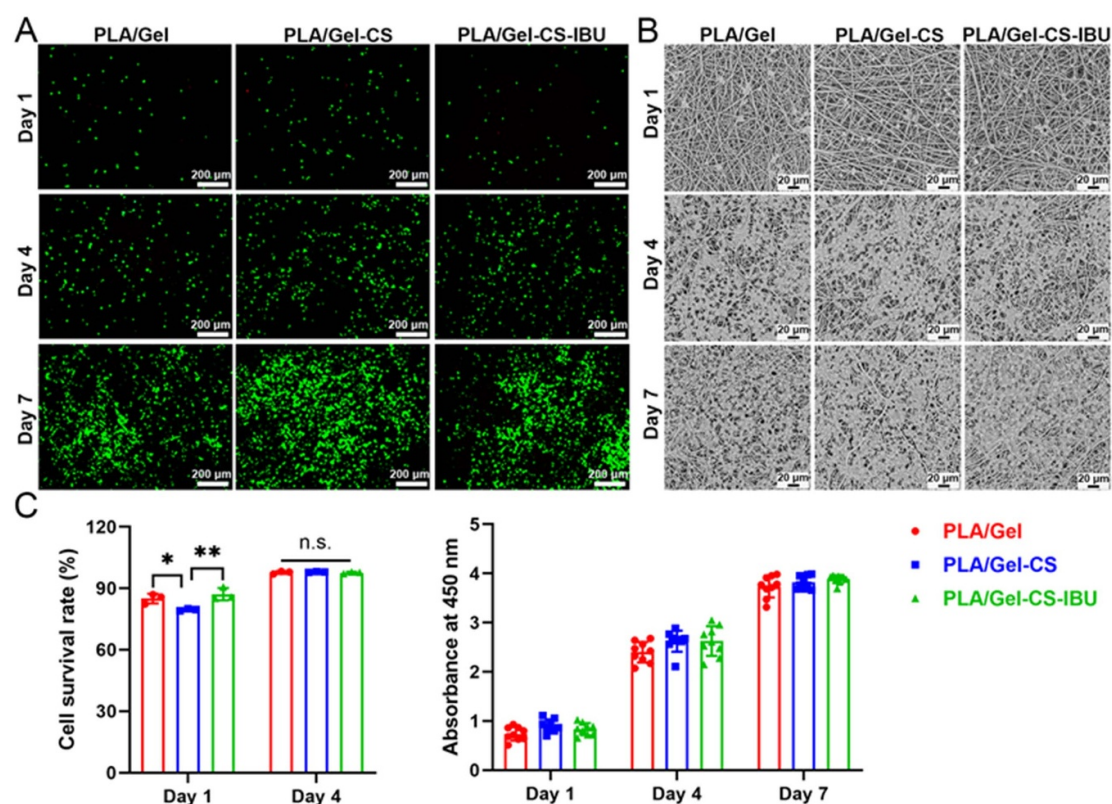 A
PLA/Gel PLA/Gel-CS PLA/Gel-CS-IBU
Day 1
200 µm 200 µm 200 µm
Day 4
200 µm 200 µm 200 µm
Day 7
200 µm 200 µm 200 µm
B
PLA/Gel PLA/Gel-CS PLA/Gel-CS-IBU
Day 1
20 µm 20 µm 20 µm
Day 4
20 µm 20 µm 20 µm
Day 7
20 µm 20 µm 20 µm
C
Cell survival rate (%)
120
90
60
30
0
* **
n.s.
Day 1 Day 4
Absorbance at 450 nm
5
4
3
2
1
0
Day 1 Day 4 Day 7
PLA/Gel
PLA/Gel-CS
PLA/Gel-CS-IBU